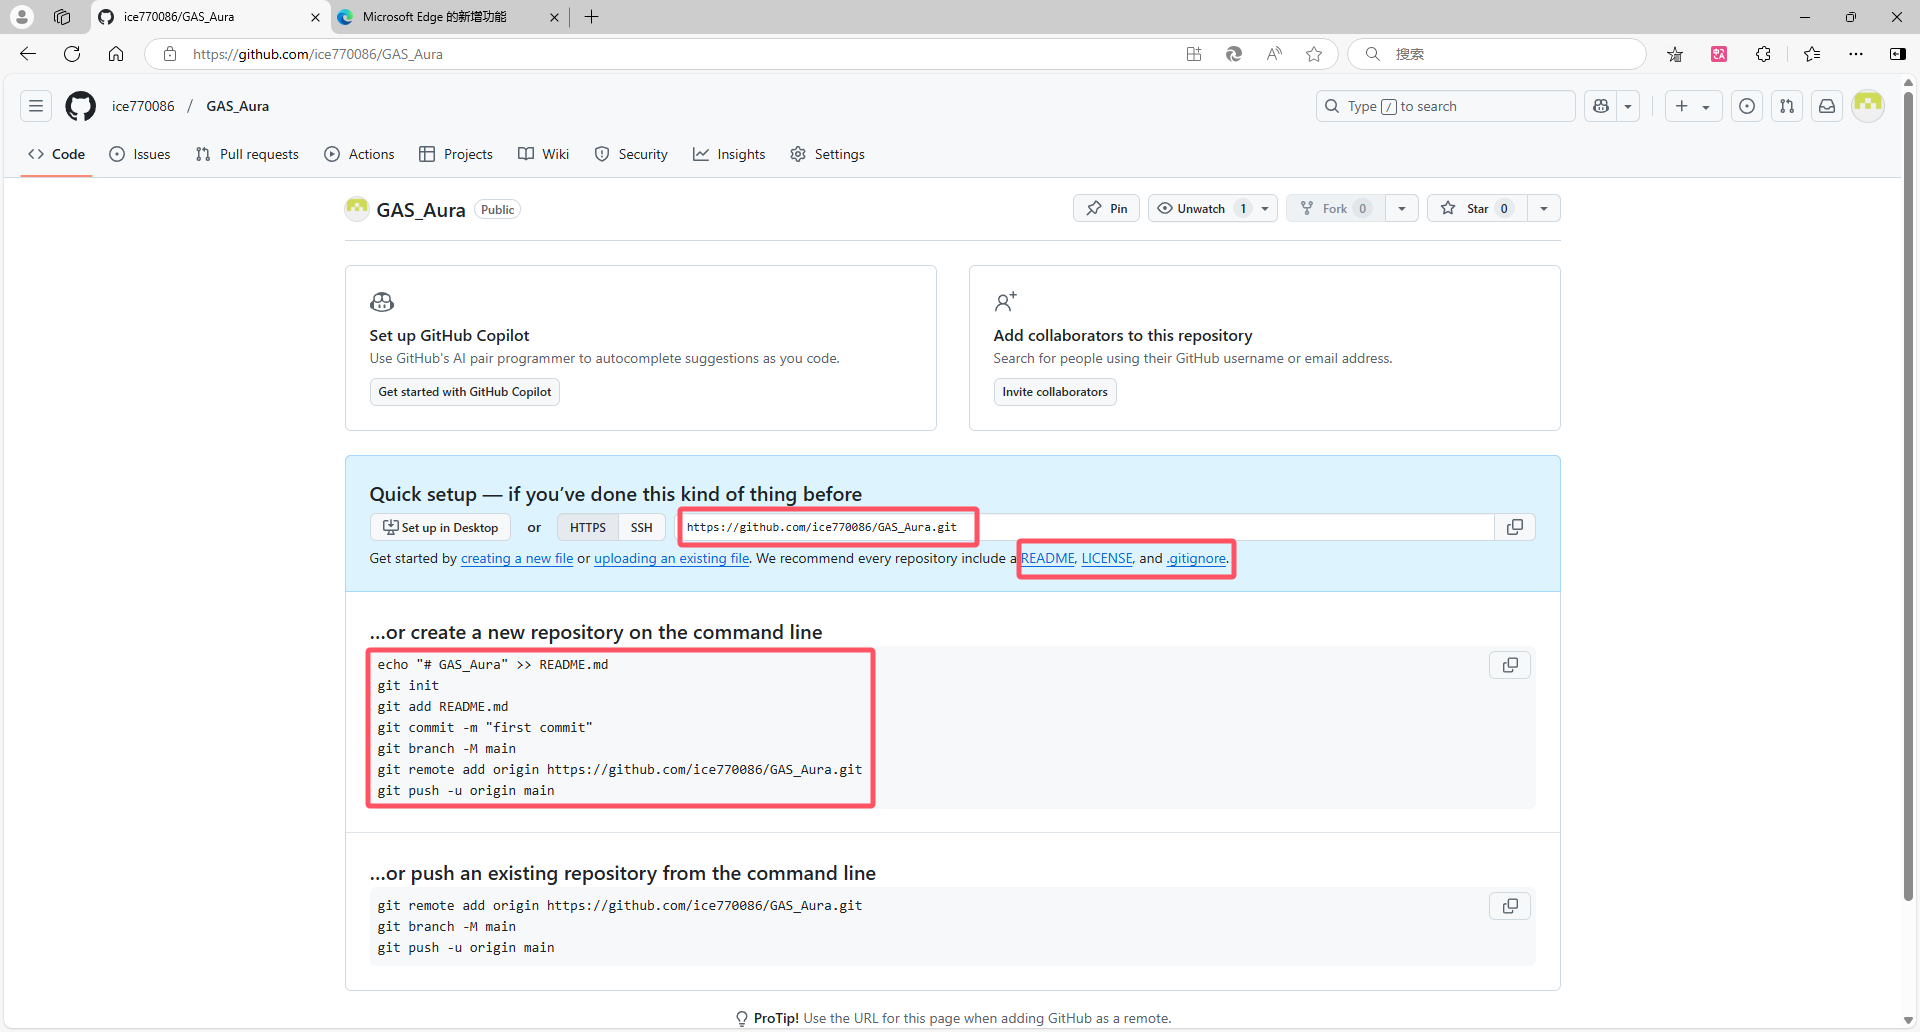 ice770086/GAS_Aura
Microsoft Edge 的新增功能
https://github.com/ice770086/GAS_Aura
搜索
ice770086 / GAS_Aura
Type / to search
Code
Issues
Pull requests
Actions
Projects
Wiki
Security
Insights
Settings
GAS_Aura Public
Pin
Unwatch 1
Fork 0
Star 0
Set up GitHub Copilot
Use GitHub's AI pair programmer to autocomplete suggestions as you code.
Get started with GitHub Copilot
Add collaborators to this repository
Search for people using their GitHub username or email address.
Invite collaborators
Quick setup — if you’ve done this kind of thing before
Set up in Desktop or HTTPS SSH https://github.com/ice770086/GAS_Aura.git
Get started by creating a new file or uploading an existing file. We recommend every repository include a README, LICENSE, and .gitignore.
…or create a new repository on the command line
echo "# GAS_Aura" >> README.md
git init
git add README.md
git commit -m "first commit"
git branch -M main
git remote add origin https://github.com/ice770086/GAS_Aura.git
git push -u origin main
…or push an existing repository from the command line
git remote add origin https://github.com/ice770086/GAS_Aura.git
git branch -M main
git push -u origin main
ProTip! Use the URL for this page when adding GitHub as a remote.